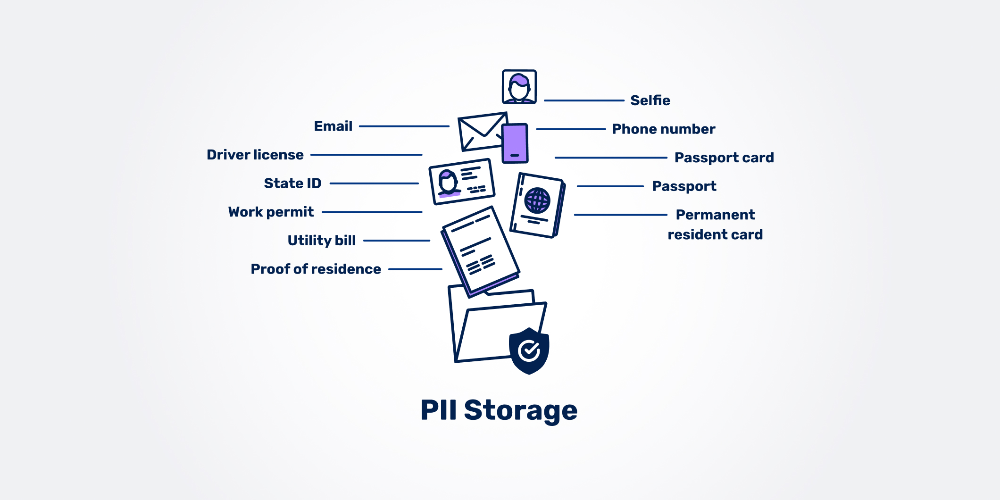 Selfie
Email
Phone number
Driver license
Passport card
State ID
Passport
Work permit
Permanent
resident card
Utility bill
Proof of residence
PII Storage